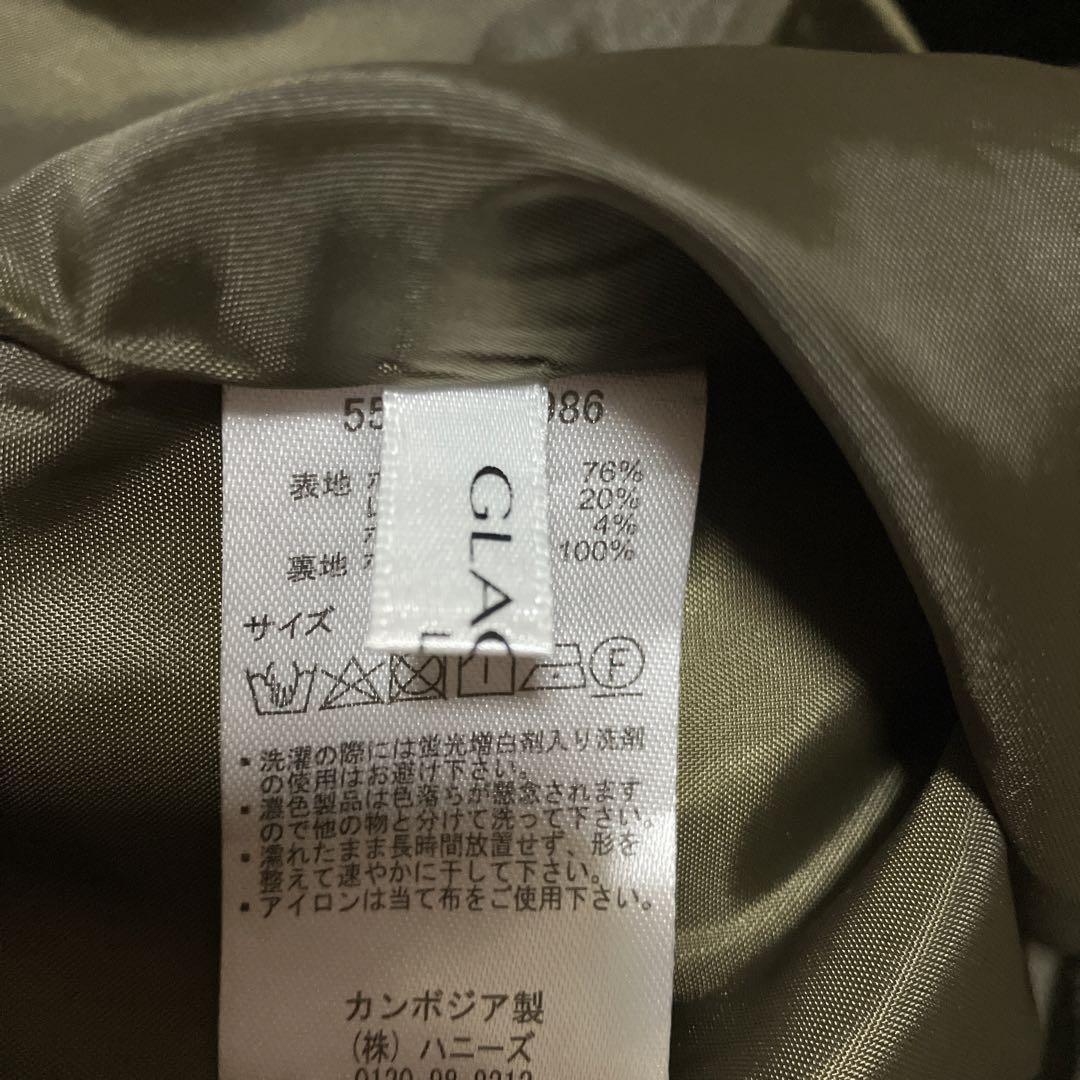 986
表地 76%
20%
4%
裏地 100%
サイズ L
GLAC
F
・洗濯の際には蛍光増白剤入り洗剤
の使用はお避け下さい。
・濃色製品は色落ちが懸念されます
ので他の物と分けて洗って下さい。
・濡れたまま長時間放置せず、形を
整えて速やかに干して下さい。
・アイロンは当て布をご使用下さい。
カンボジア製
(株) ハニーズ